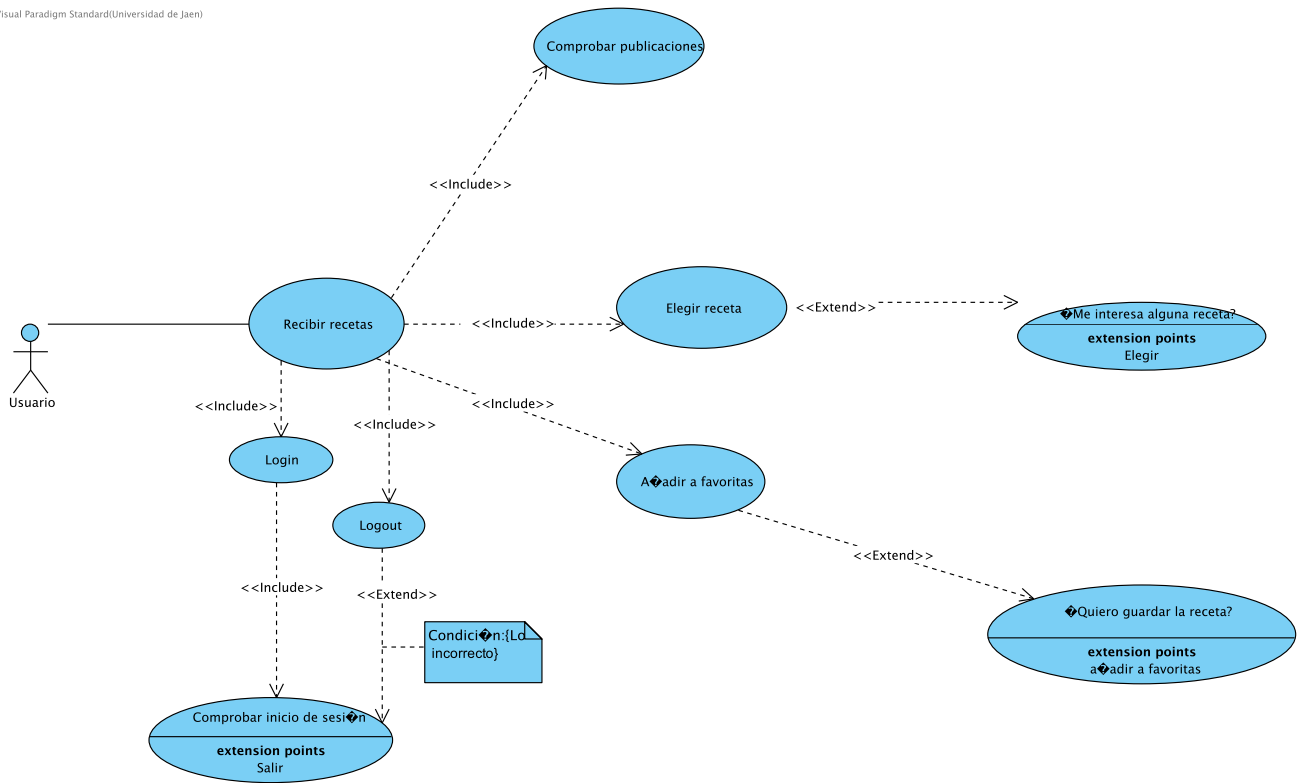 Visual Paradigm Standard(Universidad de Jaen)
Comprobar publicaciones
<<Include>>
Elegir receta
<<Extend>>
�Me interesa alguna receta?
extension points
Elegir
Recibir recetas
<<Include>>
Usuario
<<Include>>
<<Include>>
<<Include>>
Login
A�adir a favoritas
Logout
<<Extend>>
<<Include>>
<<Extend>>
�Quiero guardar la receta?
extension points
a�adir a favoritas
Condici�n:{Lo
incorrecto}
Comprobar inicio de sesi�n
extension points
Salir